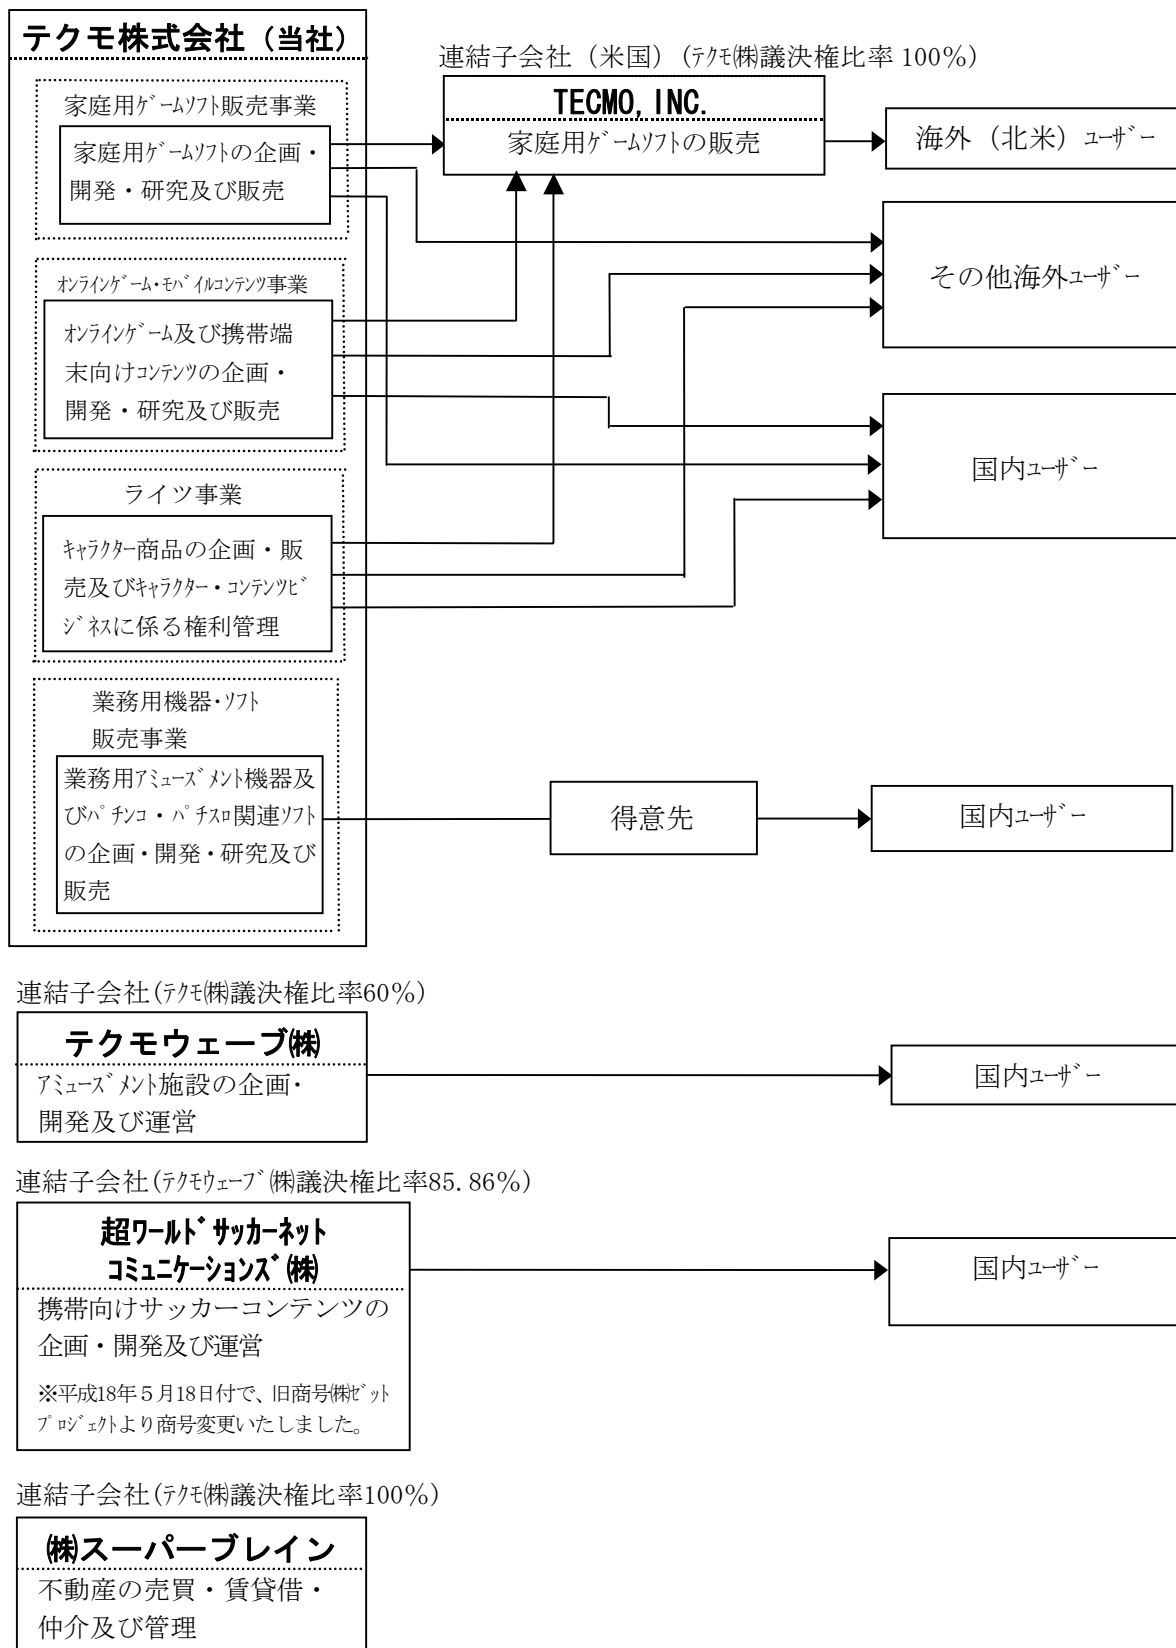 テクモ株式会社（当社）
連結子会社（米国）（ﾃｸﾓ㈱議決権比率 100％）
家庭用ｹﾞｰﾑｿﾌﾄ販売事業
家庭用ｹﾞｰﾑｿﾌﾄの企画・
開発・研究及び販売
TECMO, INC.
家庭用ｹﾞｰﾑｿﾌﾄの販売
海外（北米）ﾕｰｻﾞｰ
その他海外ﾕｰｻﾞｰ
ｵﾝﾗｲﾝｹﾞｰﾑ・ﾓﾊﾞｲﾙｺﾝﾃﾝﾂ事業
ｵﾝﾗｲﾝｹﾞｰﾑ及び携帯端
末向けｺﾝﾃﾝﾂの企画・
開発・研究及び販売
国内ﾕｰｻﾞｰ
ライツ事業
ｷｬﾗｸﾀｰ商品の企画・販
売及びｷｬﾗｸﾀｰ・ｺﾝﾃﾝﾂﾋﾞ
ｼﾞﾈｽに係る権利管理
業務用機器･ｿﾌﾄ
販売事業
業務用ｱﾐｭｰｽﾞﾒﾝﾄ機器及
びﾊﾟﾁﾝｺ・ﾊﾟﾁｽﾛ関連ｿﾌﾄ
の企画・開発・研究及び
販売
得意先
国内ﾕｰｻﾞｰ
連結子会社(ﾃｸﾓ㈱議決権比率60％)
テクモウェーブ㈱
ｱﾐｭｰｽﾞﾒﾝﾄ施設の企画・
開発及び運営
国内ﾕｰｻﾞｰ
連結子会社(ﾃｸﾓｳｪｰﾌﾞ㈱議決権比率85.86％)
超ﾜｰﾙﾄﾞｻｯｶｰﾈｯﾄ
ｺﾐｭﾆｹｰｼｮﾝｽﾞ㈱
携帯向けサッカーコンテンツの
企画・開発及び運営
※平成18年５月18日付で、旧商号㈱ｾﾞｯﾄ
ﾌﾟﾛｼﾞｪｸﾄより商号変更いたしました。
国内ﾕｰｻﾞｰ
連結子会社(ﾃｸﾓ㈱議決権比率100％)
㈱スーパーブレイン
不動産の売買・賃貸借・
仲介及び管理